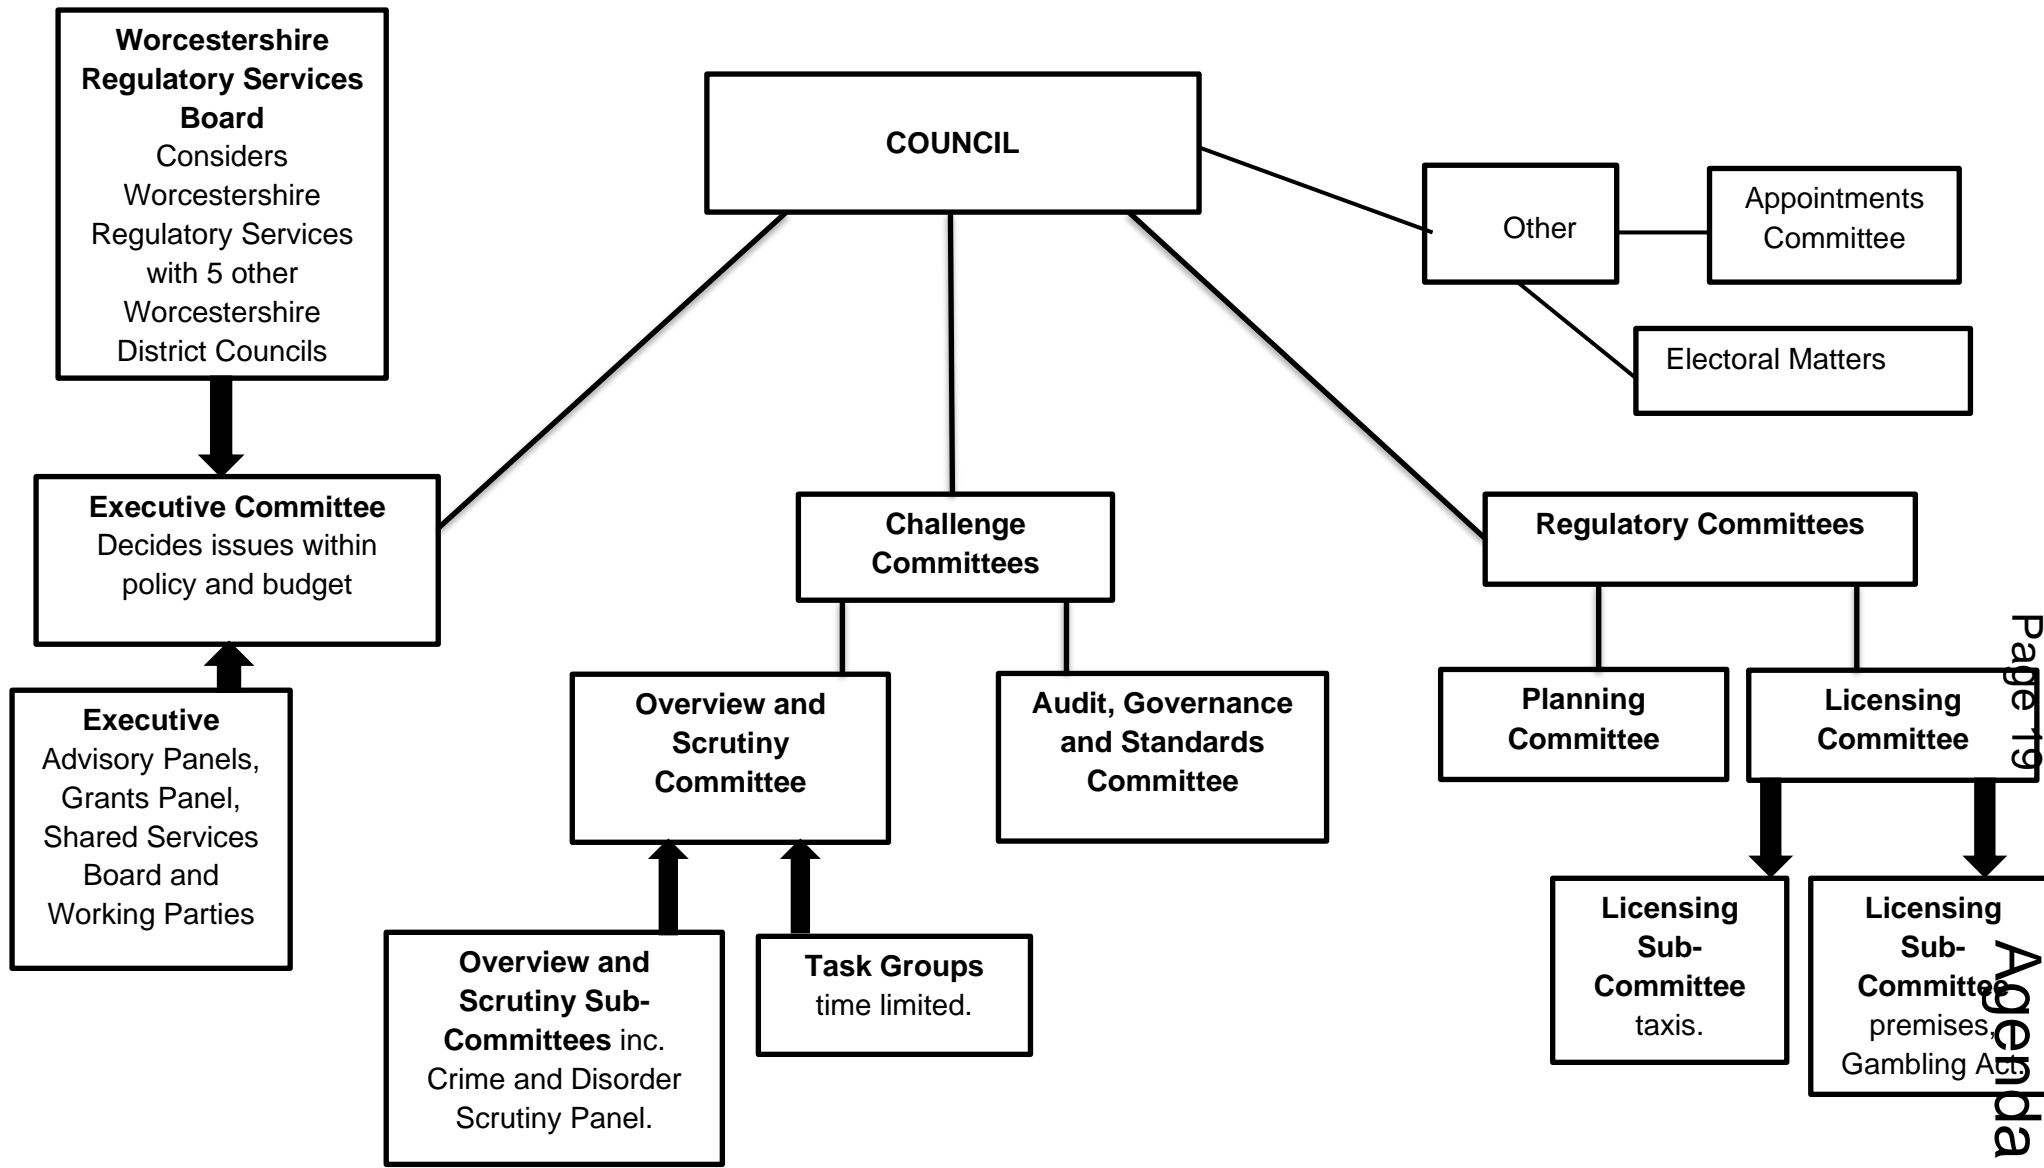 Worcestershire
Regulatory Services
Board
Considers
Worcestershire
Regulatory Services
with 5 other
Worcestershire
District Councils
COUNCIL
Other
Appointments
Committee
Electoral Matters
Executive Committee
Decides issues within
policy and budget
Challenge
Committees
Regulatory Committees
Executive
Advisory Panels,
Grants Panel,
Shared Services
Board and
Working Parties
Overview and
Scrutiny
Committee
Audit, Governance
and Standards
Committee
Planning
Committee
Licensing
Committee
Overview and
Scrutiny Sub-
Committees inc.
Crime and Disorder
Scrutiny Panel.
Task Groups
time limited.
Licensing
Sub-
Committee
taxis.
Licensing
Sub-
Committee
premises,
Gambling Act.
Page 19
Agenda